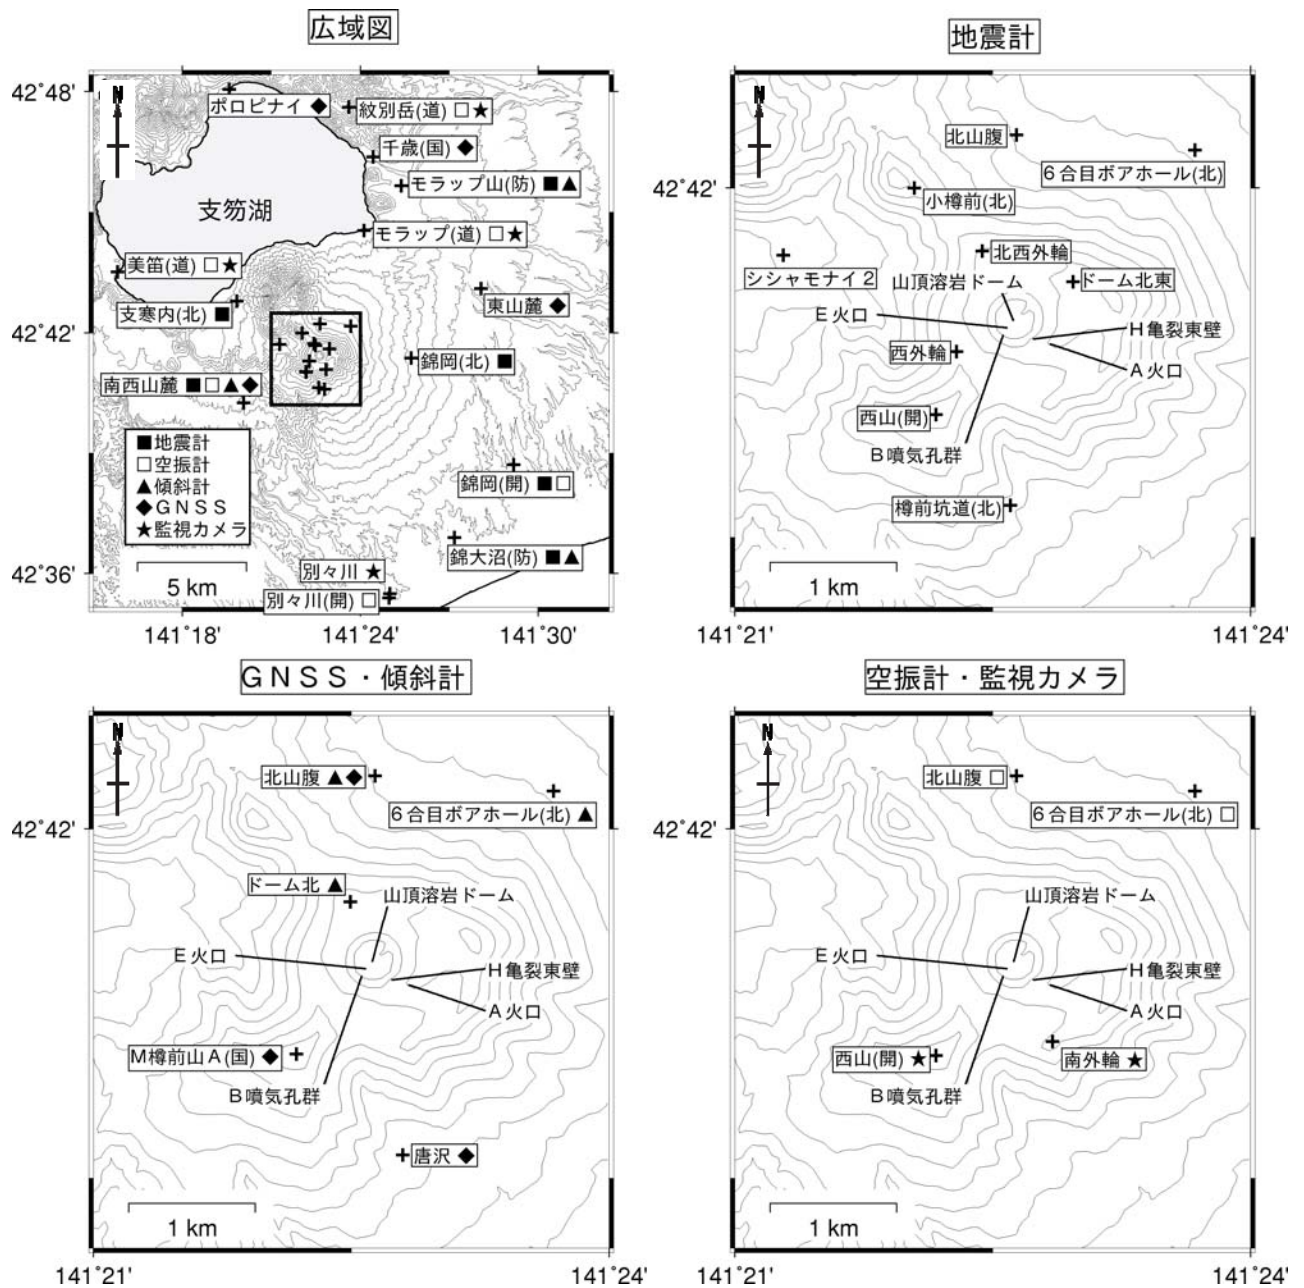 広域図
42˚48'
42˚42'
42˚36'
N
ポロピナイ ◆
紋別岳(道) □★
千歳(国) ◆
モラップ山(防) ■▲
支笏湖
モラップ(道) □★
美笛(道) □★
支寒内(北) ■
東山麓 ◆
錦岡(北) ■
南西山麓 ■□▲◆
■地震計
□空振計
▲傾斜計
◆GNSS
★監視カメラ
錦岡(開) ■□
錦大沼(防) ■▲
別々川 ★
別々川(開) □
5 km
141˚18'
141˚24'
141˚30'
地震計
N
42˚42'
北山腹
6合目ボアホール(北)
小樽前(北)
北西外輪
シシャモナイ2
山頂溶岩ドーム
ドーム北東
E火口
H亀裂東壁
西外輪
A火口
西山(開)
B噴気孔群
樽前坑道(北)
1 km
141˚21'
141˚24'
GNSS・傾斜計
N
42˚42'
北山腹 ▲◆
6合目ボアホール(北) ▲
ドーム北 ▲
山頂溶岩ドーム
E火口
H亀裂東壁
A火口
M樽前山A(国) ◆
B噴気孔群
唐沢 ◆
1 km
141˚21'
141˚24'
空振計・監視カメラ
N
42˚42'
北山腹 □
6合目ボアホール(北) □
山頂溶岩ドーム
E火口
H亀裂東壁
A火口
西山(開) ★
南外輪 ★
B噴気孔群
1 km
141˚21'
141˚24'